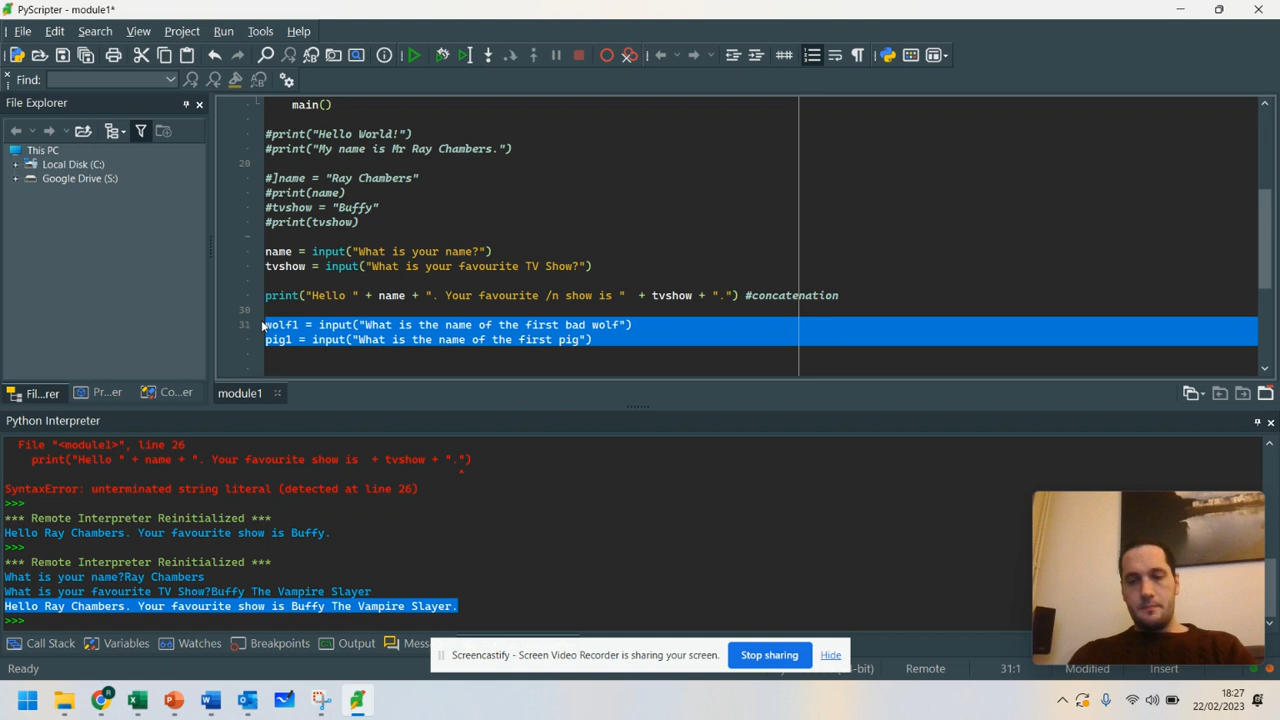 PyScripter - module1*
File Edit Search View Project Run Tools Help
Find:
File Explorer
This PC
Local Disk (C:)
Google Drive (S:)
main()
#print("Hello World!")
#print("My name is Mr Ray Chambers.")
20
#]name = "Ray Chambers"
#print(name)
#tvshow = "Buffy"
#print(tvshow)
name = input("What is your name?")
tvshow = input("What is your favourite TV Show?")
print("Hello " + name + ". Your favourite /n show is "  + tvshow + ".") #concatenation
30
31 wolf1 = input("What is the name of the first bad wolf")
pig1 = input("What is the name of the first pig")
Fil...rer Pr...er Co...er module1
Python Interpreter
File "<module1>", line 26
print("Hello " + name + ". Your favourite show is  + tvshow + ".")
^
SyntaxError: unterminated string literal (detected at line 26)
>>>
*** Remote Interpreter Reinitialized ***
Hello Ray Chambers. Your favourite show is Buffy.
>>>
*** Remote Interpreter Reinitialized ***
What is your name?Ray Chambers
What is your favourite TV Show?Buffy The Vampire Slayer
Hello Ray Chambers. Your favourite show is Buffy The Vampire Slayer.
>>>
Call Stack Variables Watches Breakpoints Output Mess
Screencastify - Screen Video Recorder is sharing your screen. Stop sharing Hide
Ready -bit) Remote 31:1 Modified Insert
18:27
22/02/2023